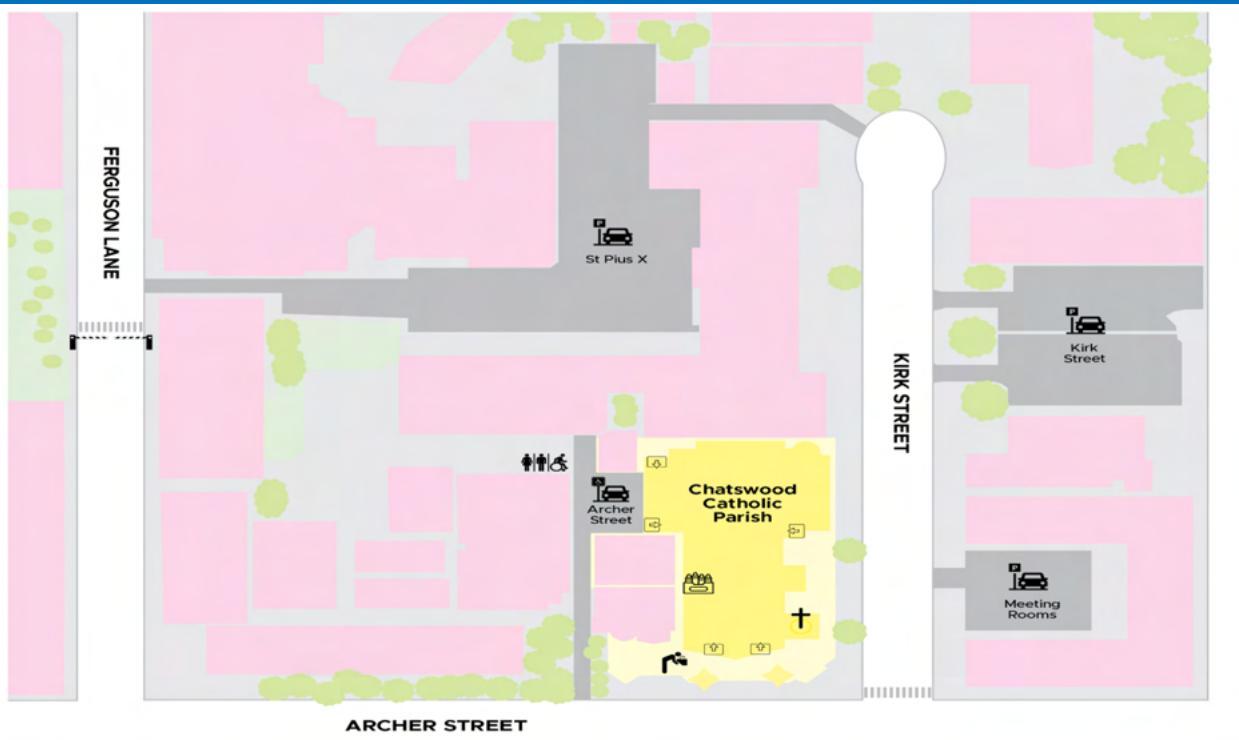 FERGUSON LANE
P
St Pius X
P
Kirk
Street
KIRK STREET
Archer
Street
Chatswood
Catholic
Parish
P
Meeting
Rooms
ARCHER STREET